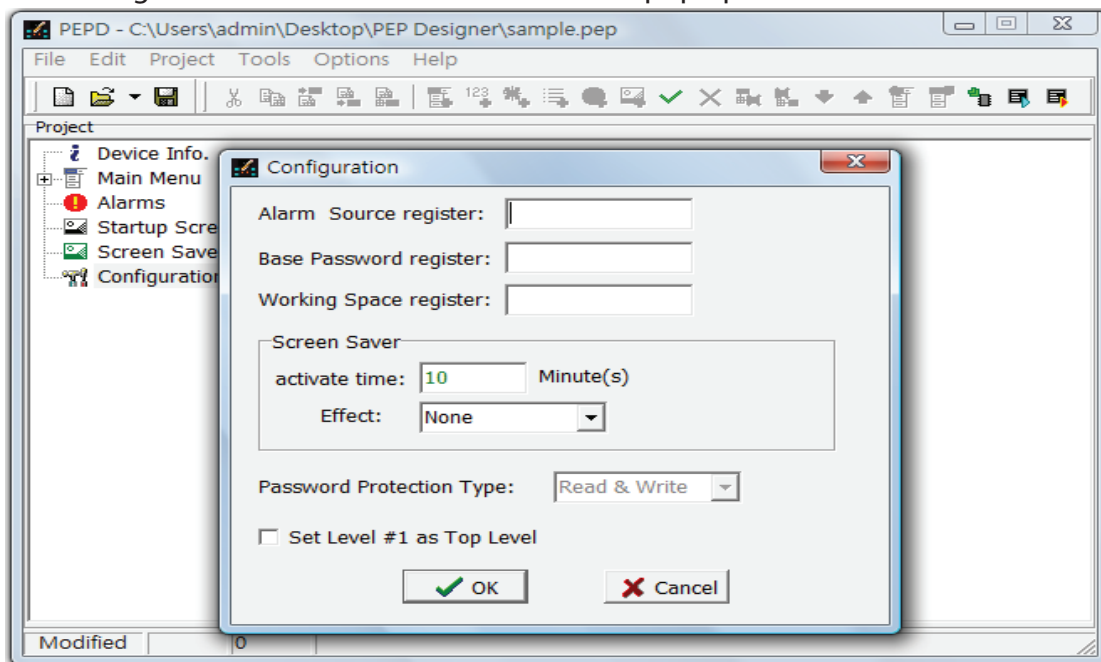 PEPD - C:\Users\admin\Desktop\PEP Designer\sample.pep
File Edit Project Tools Options Help
123
Project
Device Info.
Main Menu
Alarms
Startup Scre
Screen Save
Configuration
Configuration
Alarm Source register:
Base Password register:
Working Space register:
Screen Saver
activate time: 10 Minute(s)
Effect: None
Password Protection Type: Read & Write
Set Level #1 as Top Level
OK Cancel
Modified 0